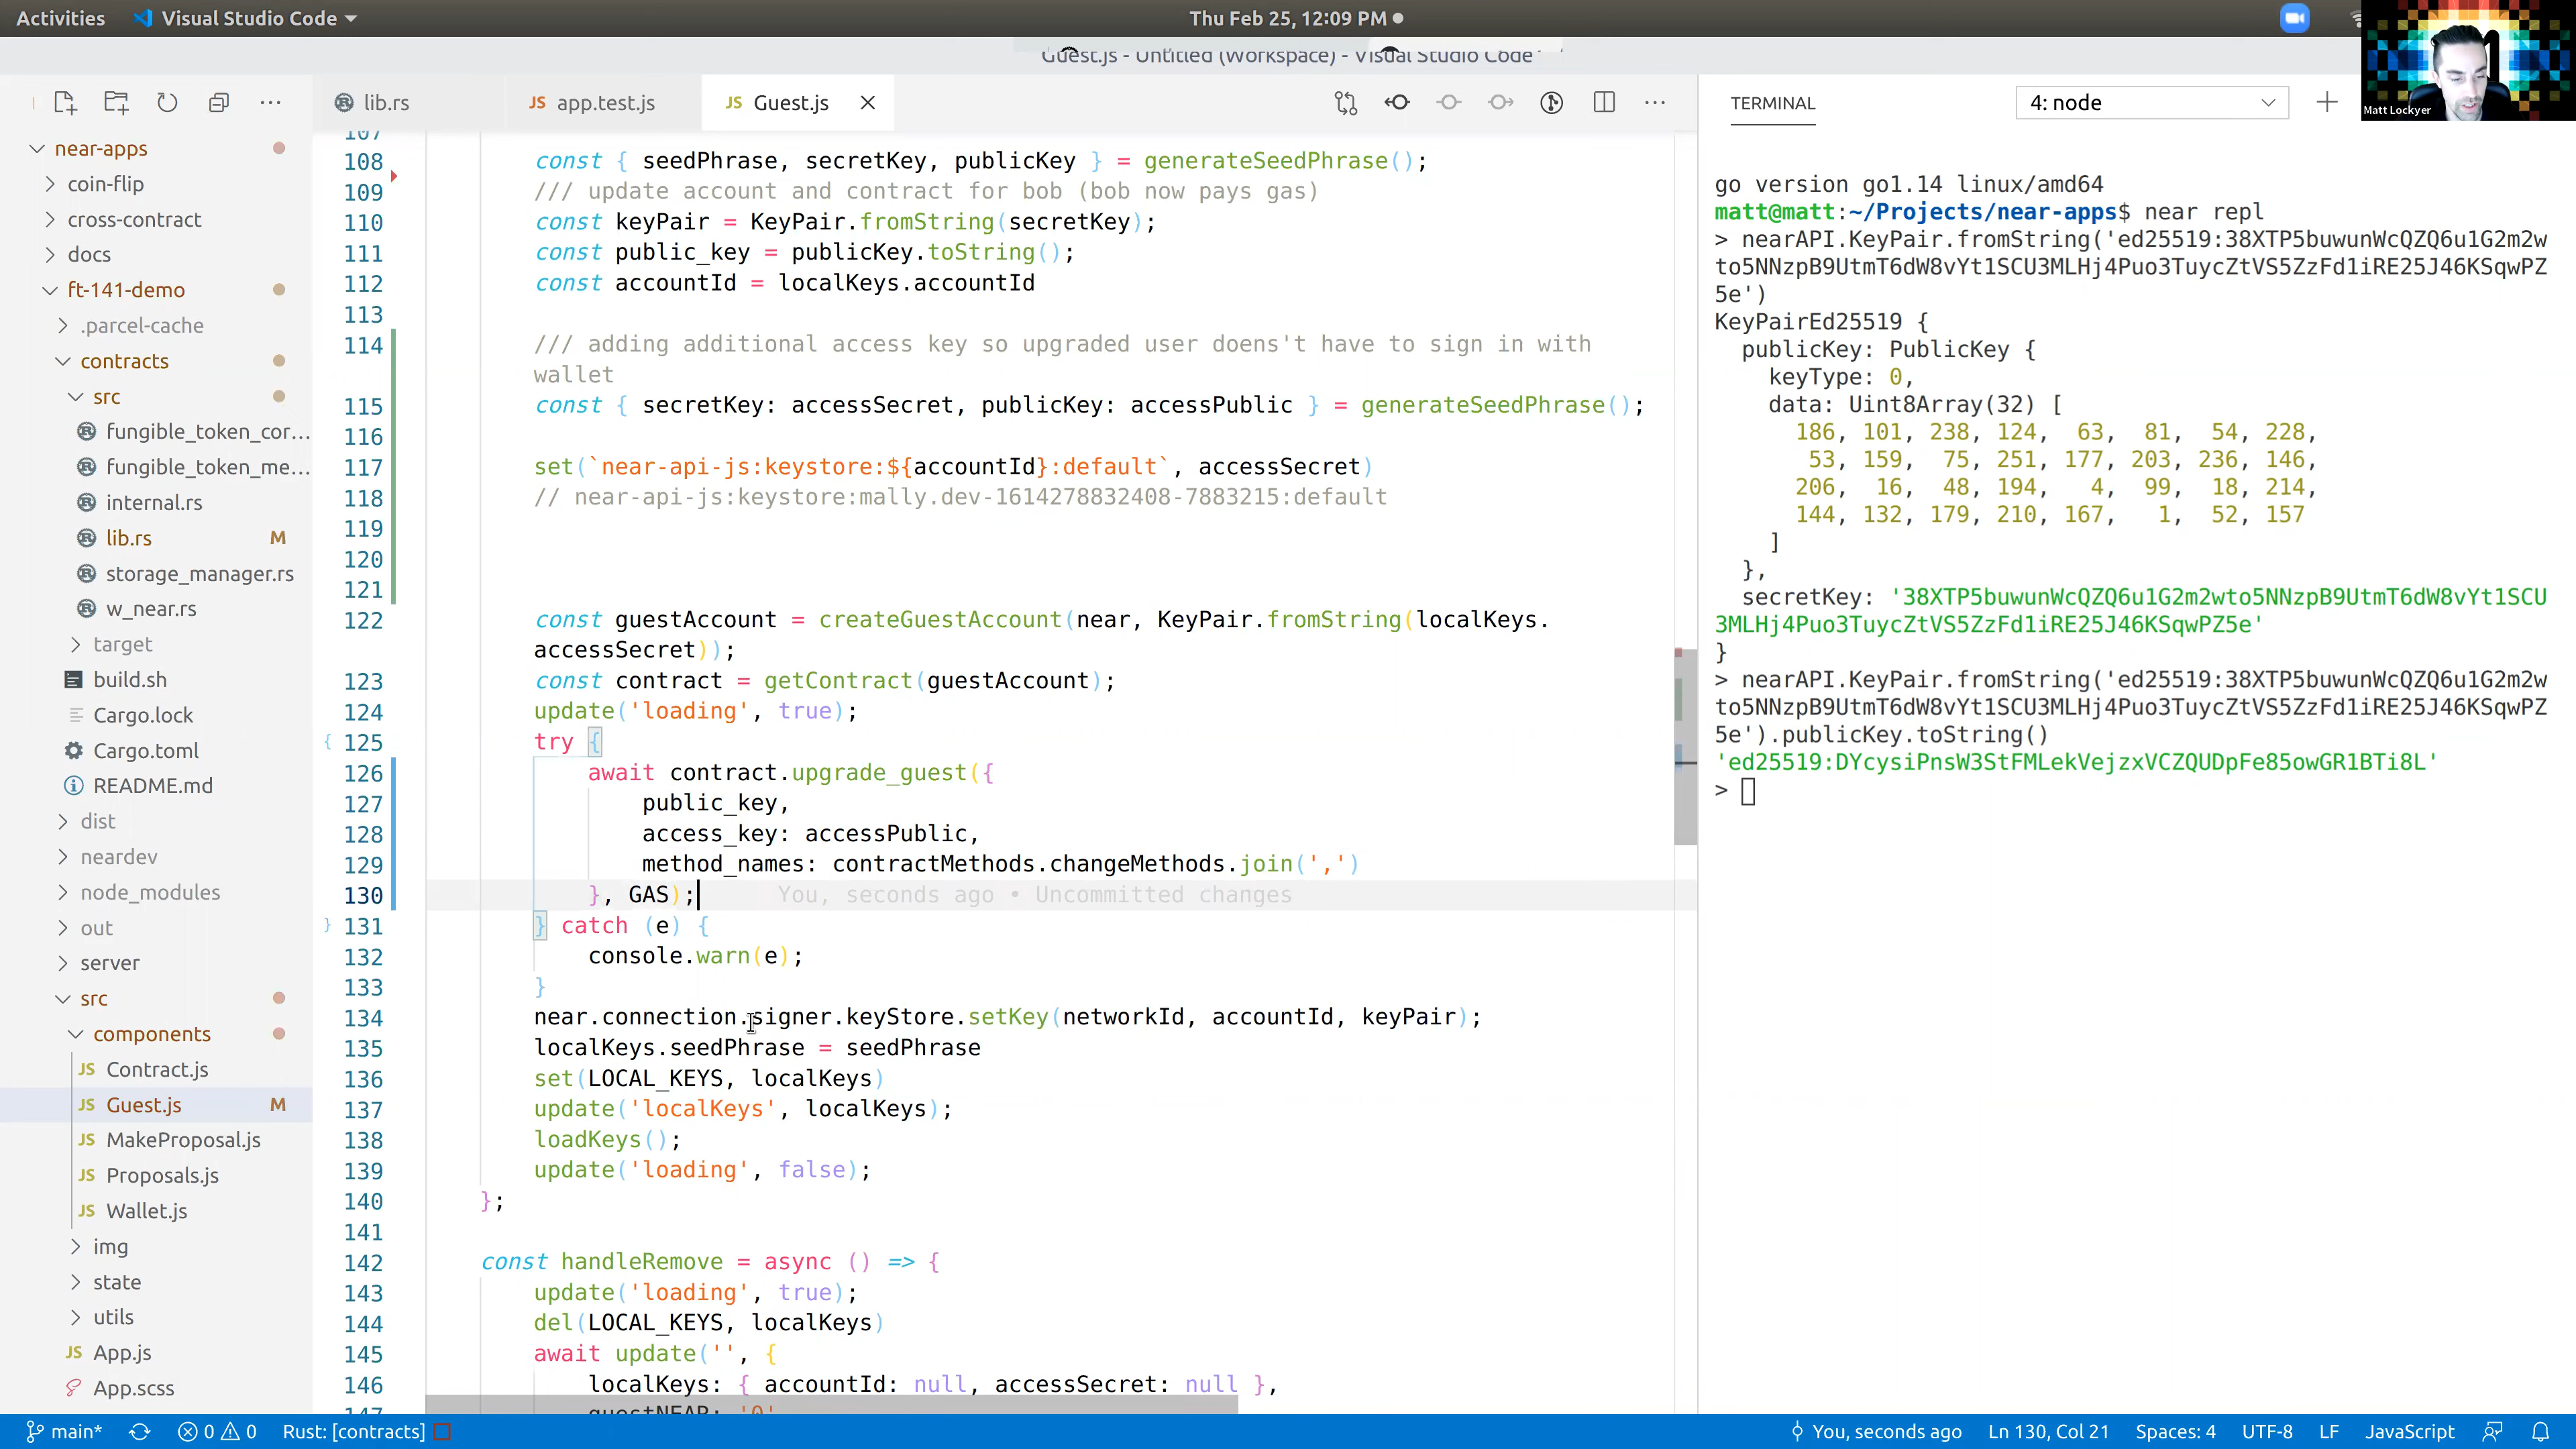 Activities
Visual Studio Code
Thu Feb 25, 12:09 PM
Guest.js - Untitled (Workspace) - Visual Studio Code
Matt Lockyer
lib.rs
JS app.test.js
JS Guest.js
TERMINAL
4: node
near-apps
coin-flip
cross-contract
docs
ft-141-demo
.parcel-cache
contracts
src
fungible_token_cor...
fungible_token_me...
internal.rs
lib.rs M
storage_manager.rs
w_near.rs
target
build.sh
Cargo.lock
Cargo.toml
README.md
dist
neardev
node_modules
out
server
src
components
JS Contract.js
JS Guest.js M
JS MakeProposal.js
JS Proposals.js
JS Wallet.js
img
state
utils
JS App.js
App.scss
107
108 const { seedPhrase, secretKey, publicKey } = generateSeedPhrase();
109 /// update account and contract for bob (bob now pays gas)
110 const keyPair = KeyPair.fromString(secretKey);
111 const public_key = publicKey.toString();
112 const accountId = localKeys.accountId
113
114 /// adding additional access key so upgraded user doens't have to sign in with
wallet
115 const { secretKey: accessSecret, publicKey: accessPublic } = generateSeedPhrase();
116
117 set(`near-api-js:keystore:${accountId}:default`, accessSecret)
118 // near-api-js:keystore:mally.dev-1614278832408-7883215:default
119
120
121
122 const guestAccount = createGuestAccount(near, KeyPair.fromString(localKeys.
accessSecret));
123 const contract = getContract(guestAccount);
124 update('loading', true);
125 try {
126 await contract.upgrade_guest({
127 public_key,
128 access_key: accessPublic,
129 method_names: contractMethods.changeMethods.join(',')
130 }, GAS); You, seconds ago • Uncommitted changes
131 } catch (e) {
132 console.warn(e);
133 }
134 near.connection.signer.keyStore.setKey(networkId, accountId, keyPair);
135 localKeys.seedPhrase = seedPhrase
136 set(LOCAL_KEYS, localKeys)
137 update('localKeys', localKeys);
138 loadKeys();
139 update('loading', false);
140 };
141
142 const handleRemove = async () => {
143 update('loading', true);
144 del(LOCAL_KEYS, localKeys)
145 await update('', {
146 localKeys: { accountId: null, accessSecret: null },
147 guestNEAR: '0'
go version go1.14 linux/amd64
matt@matt:~/Projects/near-apps$ near repl
> nearAPI.KeyPair.fromString('ed25519:38XTP5buwunWcQZQ6u1G2m2w
to5NNzpB9UtmT6dW8vYt1SCU3MLHj4Puo3TuycZtVS5ZzFd1iRE25J46KSqwPZ
5e')
KeyPairEd25519 {
publicKey: PublicKey {
keyType: 0,
data: Uint8Array(32) [
186, 101, 238, 124, 63, 81, 54, 228,
53, 159, 75, 251, 177, 203, 236, 146,
206, 16, 48, 194, 4, 99, 18, 214,
144, 132, 179, 210, 167, 1, 52, 157
]
},
secretKey: '38XTP5buwunWcQZQ6u1G2m2wto5NNzpB9UtmT6dW8vYt1SCU
3MLHj4Puo3TuycZtVS5ZzFd1iRE25J46KSqwPZ5e'
}
> nearAPI.KeyPair.fromString('ed25519:38XTP5buwunWcQZQ6u1G2m2w
to5NNzpB9UtmT6dW8vYt1SCU3MLHj4Puo3TuycZtVS5ZzFd1iRE25J46KSqwPZ
5e').publicKey.toString()
'ed25519:DYcysiPnsW3StFMLekVejzxVCZQUDpFe85owGR1BTi8L'
>
main* 0 0 Rust: [contracts]
You, seconds ago Ln 130, Col 21 Spaces: 4 UTF-8 LF JavaScript